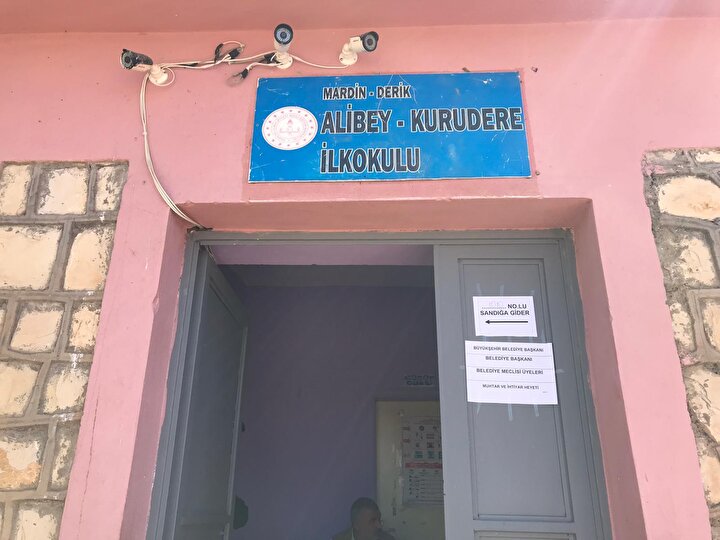 MARDİN - DERİK
ALİBEY - KURUDERE
İLKOKULU
NO.LU
SANDIĞA GİDER
BÜYÜKŞEHİR BELEDİYE BAŞKANI
BELEDİYE BAŞKANI
BELEDİYE MECLİSİ ÜYELERİ
MUHTAR VE İHTİYAR HEYETİ